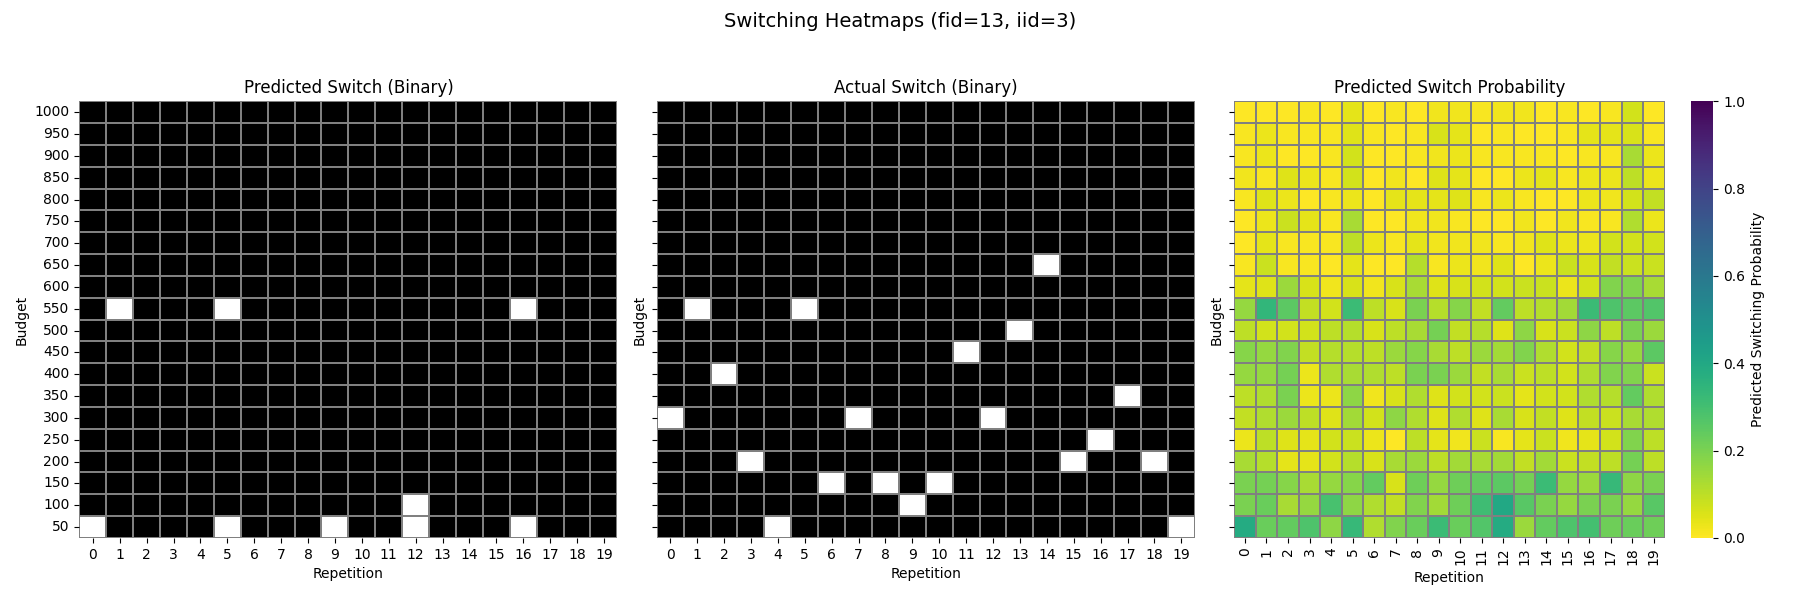 Switching Heatmaps (fid=13, iid=3)
Predicted Switch (Binary)
Actual Switch (Binary)
Predicted Switch Probability
1000
950
900
850
800
750
700
650
600
550
500
450
400
350
300
250
200
150
100
50
Budget
0 1 2 3 4 5 6 7 8 9 10 11 12 13 14 15 16 17 18 19
Repetition
Budget
0 1 2 3 4 5 6 7 8 9 10 11 12 13 14 15 16 17 18 19
Repetition
Budget
0 1 2 3 4 5 6 7 8 9 10 11 12 13 14 15 16 17 18 19
Repetition
1.0
0.8
0.6
0.4
0.2
0.0
Predicted Switching Probability